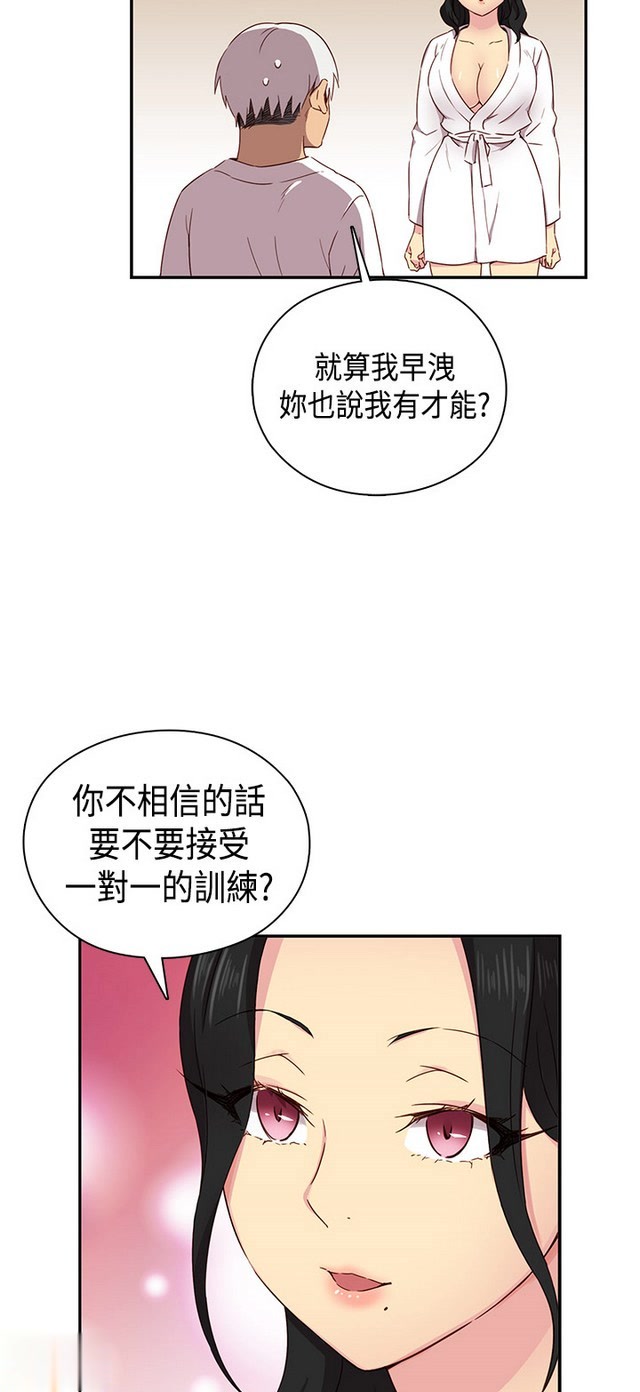 就算我早洩
妳也說我有才能?
你不相信的話
要不要接受
一對一的訓練?